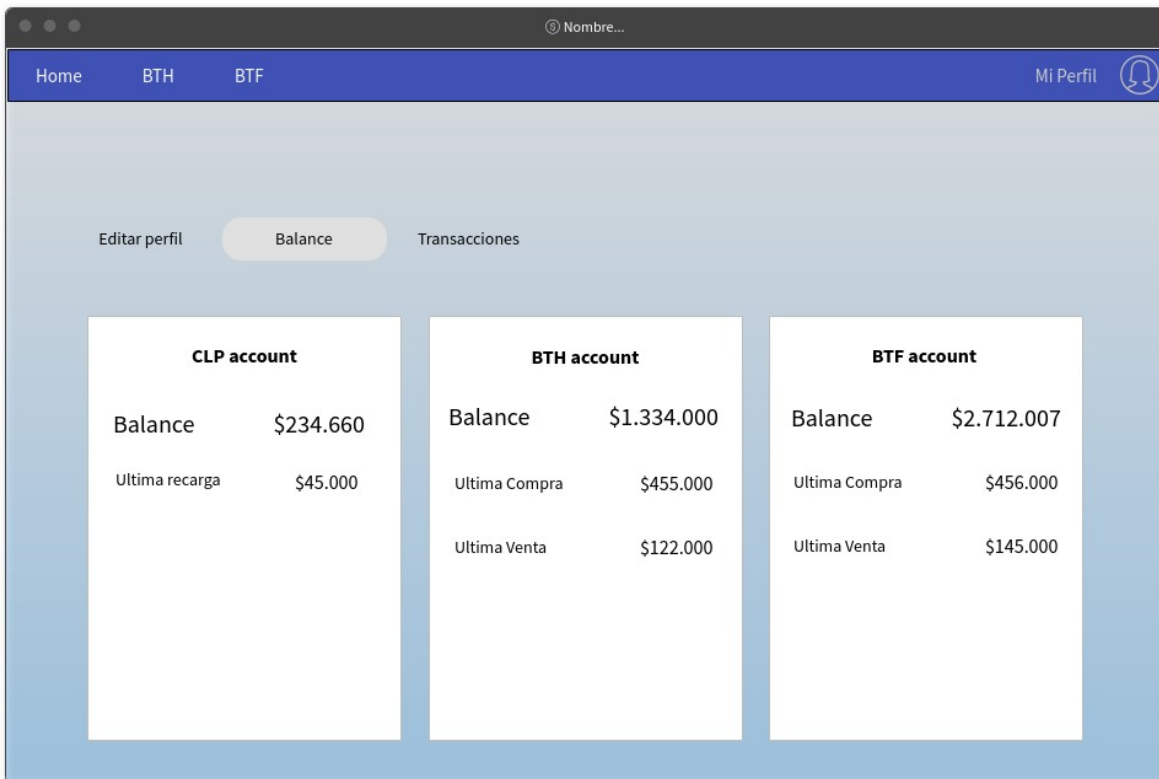 Nombre...
Home BTH BTF Mi Perfil
Editar perfil Balance Transacciones
CLP account
Balance $234.660
Ultima recarga $45.000
BTH account
Balance $1.334.000
Ultima Compra $455.000
Ultima Venta $122.000
BTF account
Balance $2.712.007
Ultima Compra $456.000
Ultima Venta $145.000